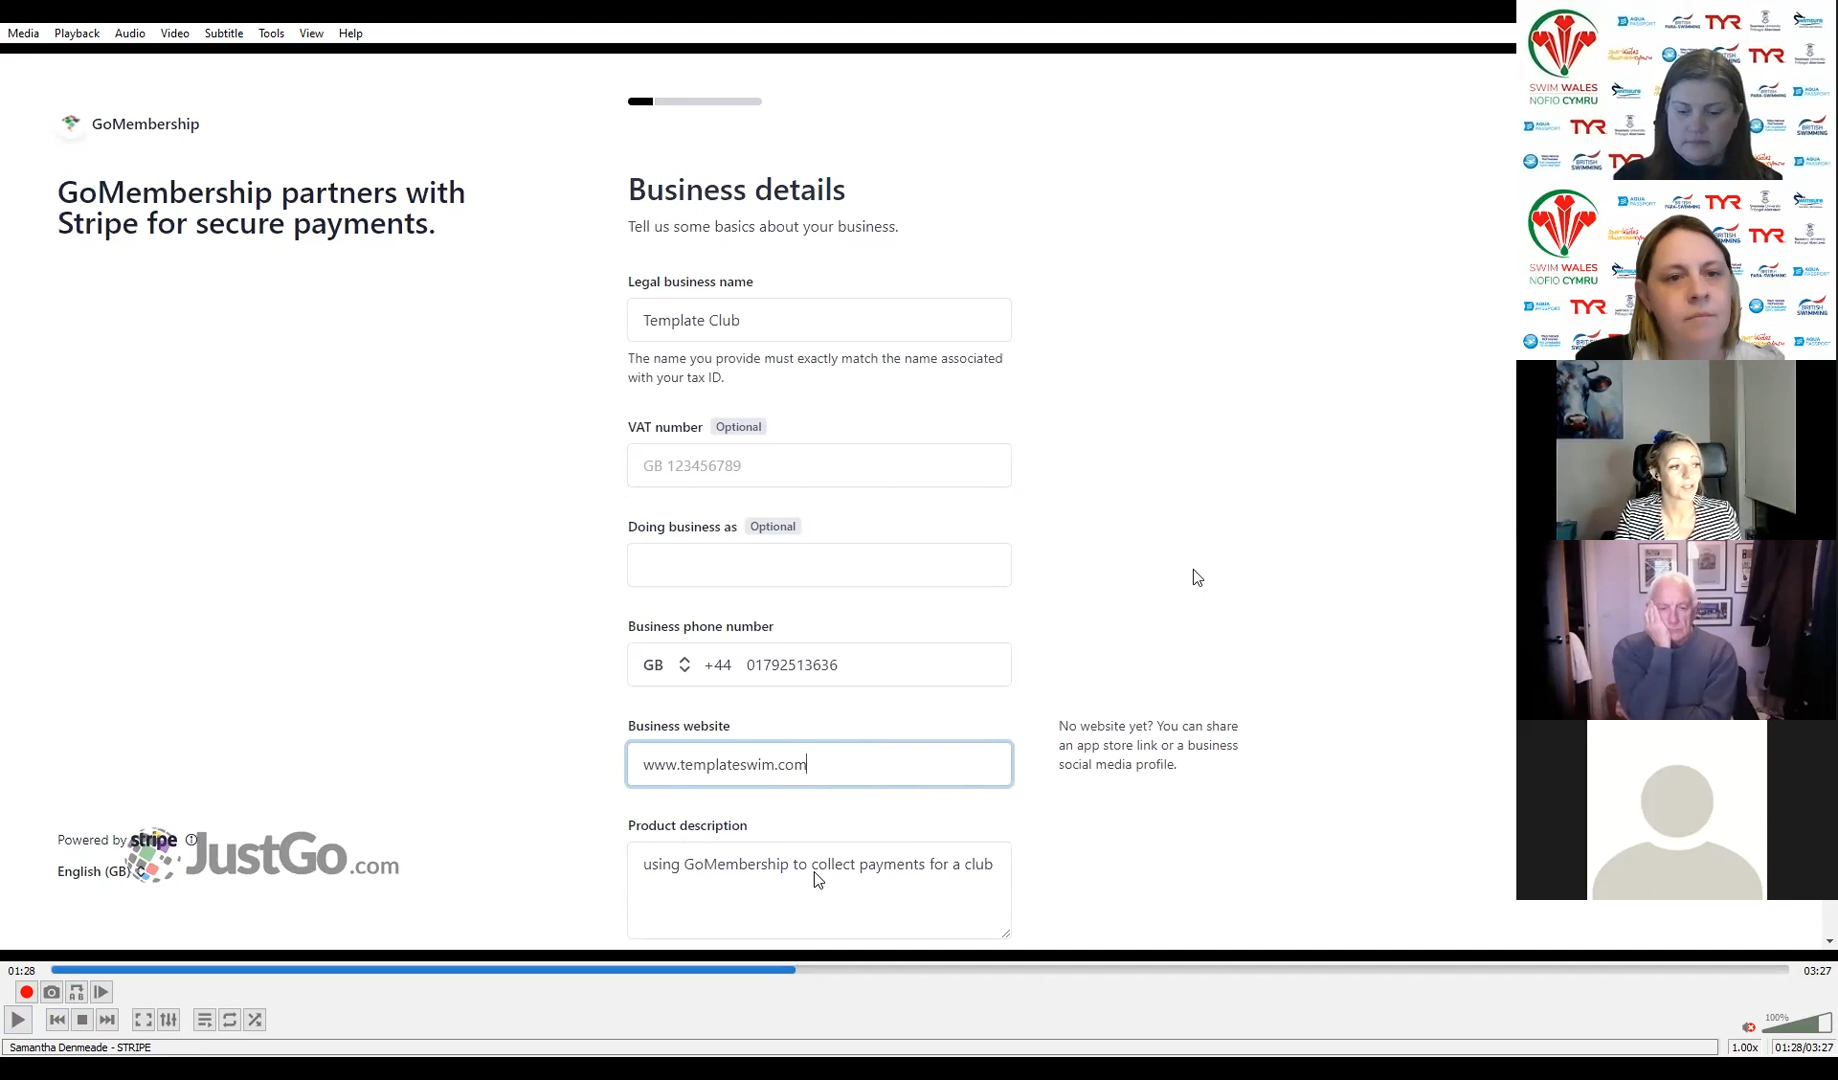 Media Playback Audio Video Subtitle Tools View Help
GoMembership
GoMembership partners with
Stripe for secure payments.
Business details
Tell us some basics about your business.
Legal business name
Template Club
The name you provide must exactly match the name associated
with your tax ID.
VAT number Optional
GB 123456789
Doing business as Optional
Business phone number
GB +44 01792513636
Business website
www.templateswim.com
No website yet? You can share
an app store link or a business
social media profile.
Product description
using GoMembership to collect payments for a club
Powered by stripe
English (GB)
JustGo.com
SWIM WALES
NOFIO CYMRU
TYR
TYR
TYR
SWIM WALES
NOFIO CYMRU
TYR
TYR
TYR
01:28
03:27
100%
Samantha Denmeade - STRIPE
1.00x
01:28/03:27